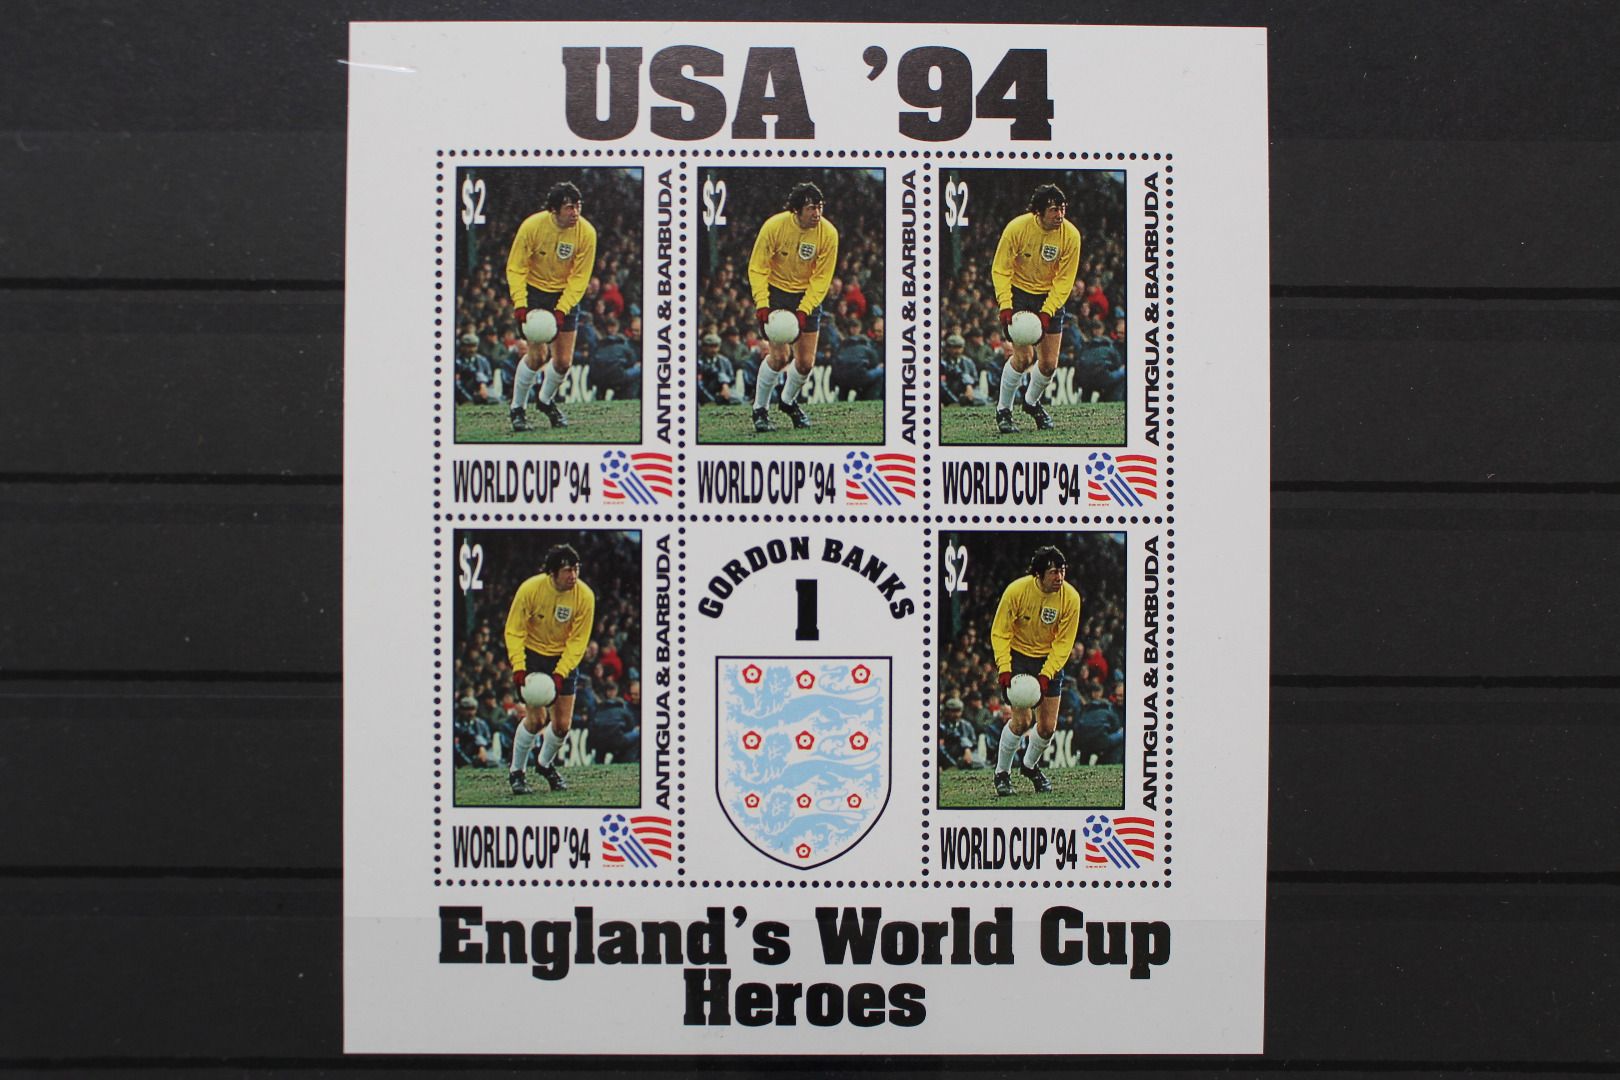 USA ’94
$2
ANTIGUA & BARBUDA
WORLD CUP '94
$2
ANTIGUA & BARBUDA
WORLD CUP '94
$2
ANTIGUA & BARBUDA
WORLD CUP '94
$2
ANTIGUA & BARBUDA
WORLD CUP '94
GORDON BANKS
1
$2
ANTIGUA & BARBUDA
WORLD CUP '94
England’s World Cup
Heroes